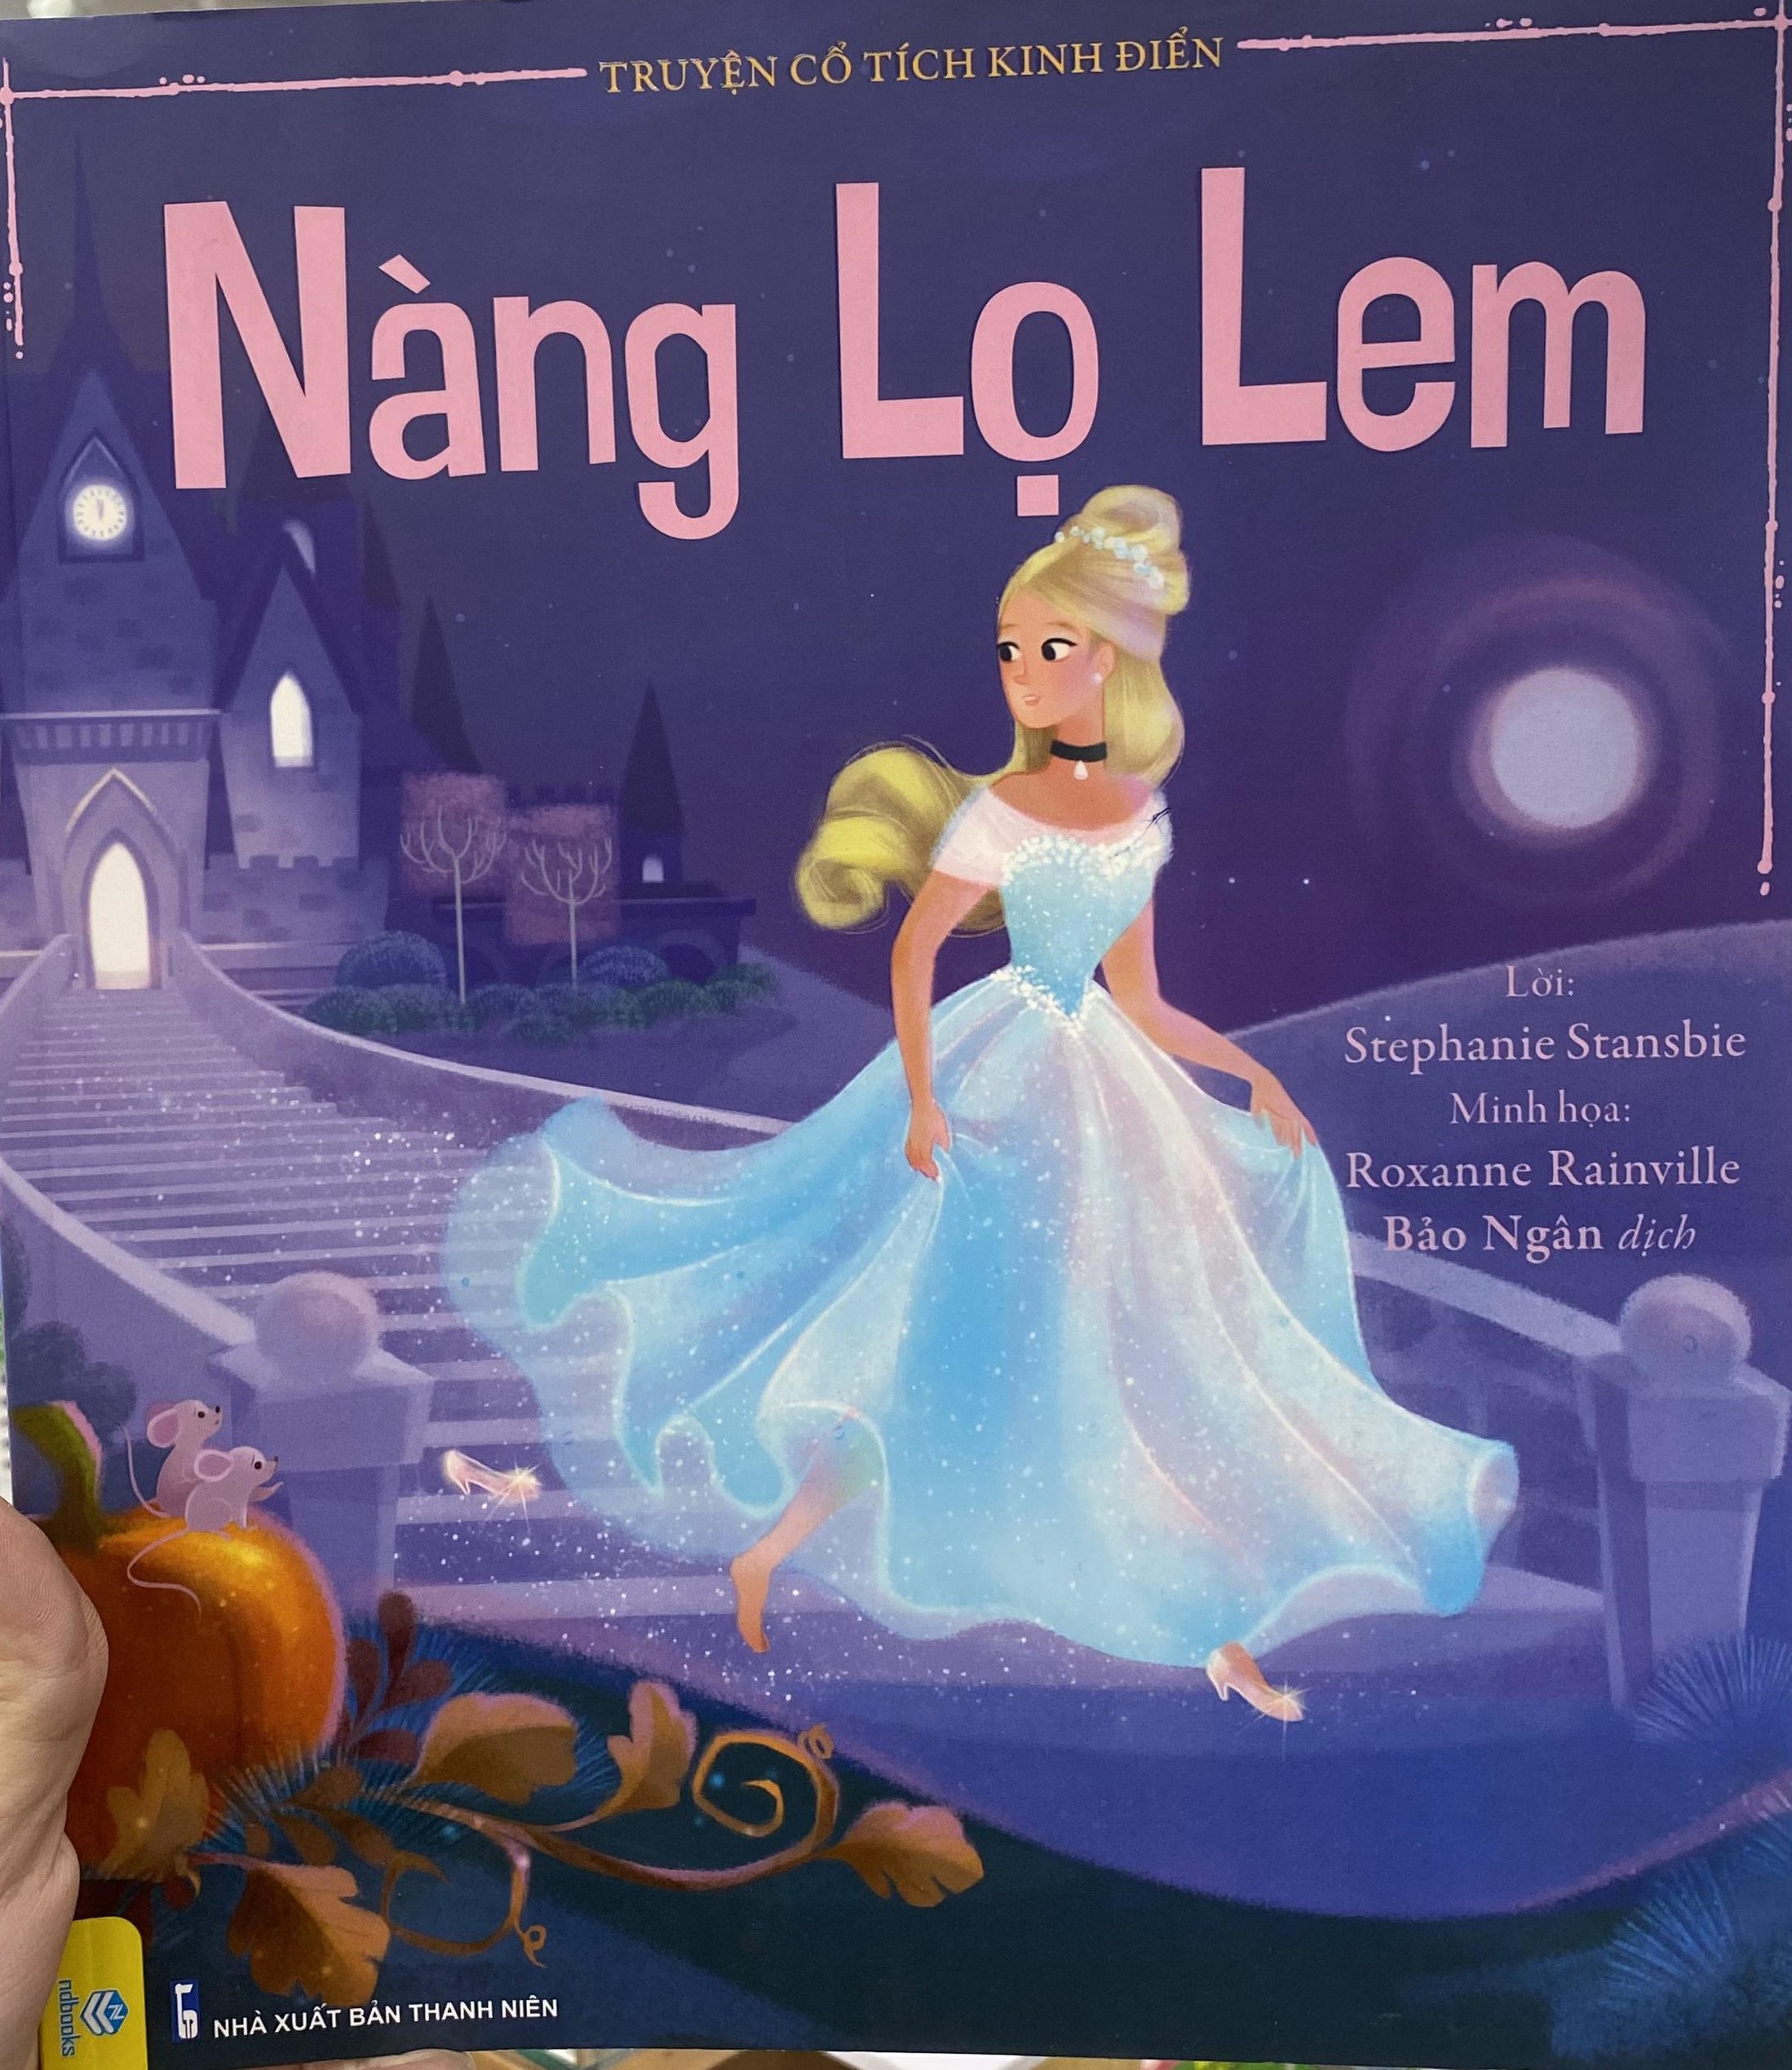 TRUYỆN CỔ TÍCH KINH ĐIỂN
Nàng Lọ Lem
Lời:
Stephanie Stansbie
Minh họa:
Roxanne Rainville
Bảo Ngân dịch
ndbooks
NHÀ XUẤT BẢN THANH NIÊN